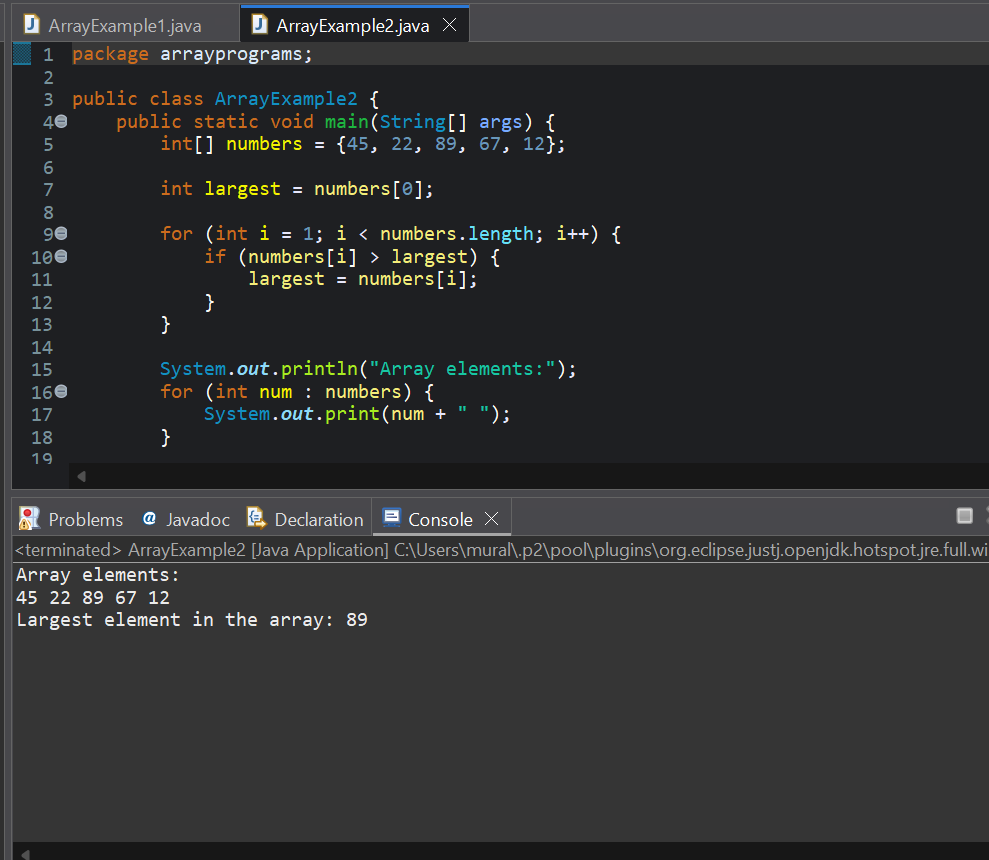 ArrayExample1.java ArrayExample2.java
1 package arrayprograms;
2
3 public class ArrayExample2 {
4 public static void main(String[] args) {
5 int[] numbers = {45, 22, 89, 67, 12};
6
7 int largest = numbers[0];
8
9 for (int i = 1; i < numbers.length; i++) {
10 if (numbers[i] > largest) {
11 largest = numbers[i];
12 }
13 }
14
15 System.out.println("Array elements:");
16 for (int num : numbers) {
17 System.out.print(num + " ");
18 }
19
Problems @ Javadoc Declaration Console
<terminated> ArrayExample2 [Java Application] C:\Users\mural\.p2\pool\plugins\org.eclipse.justj.openjdk.hotspot.jre.full.wi
Array elements:
45 22 89 67 12
Largest element in the array: 89